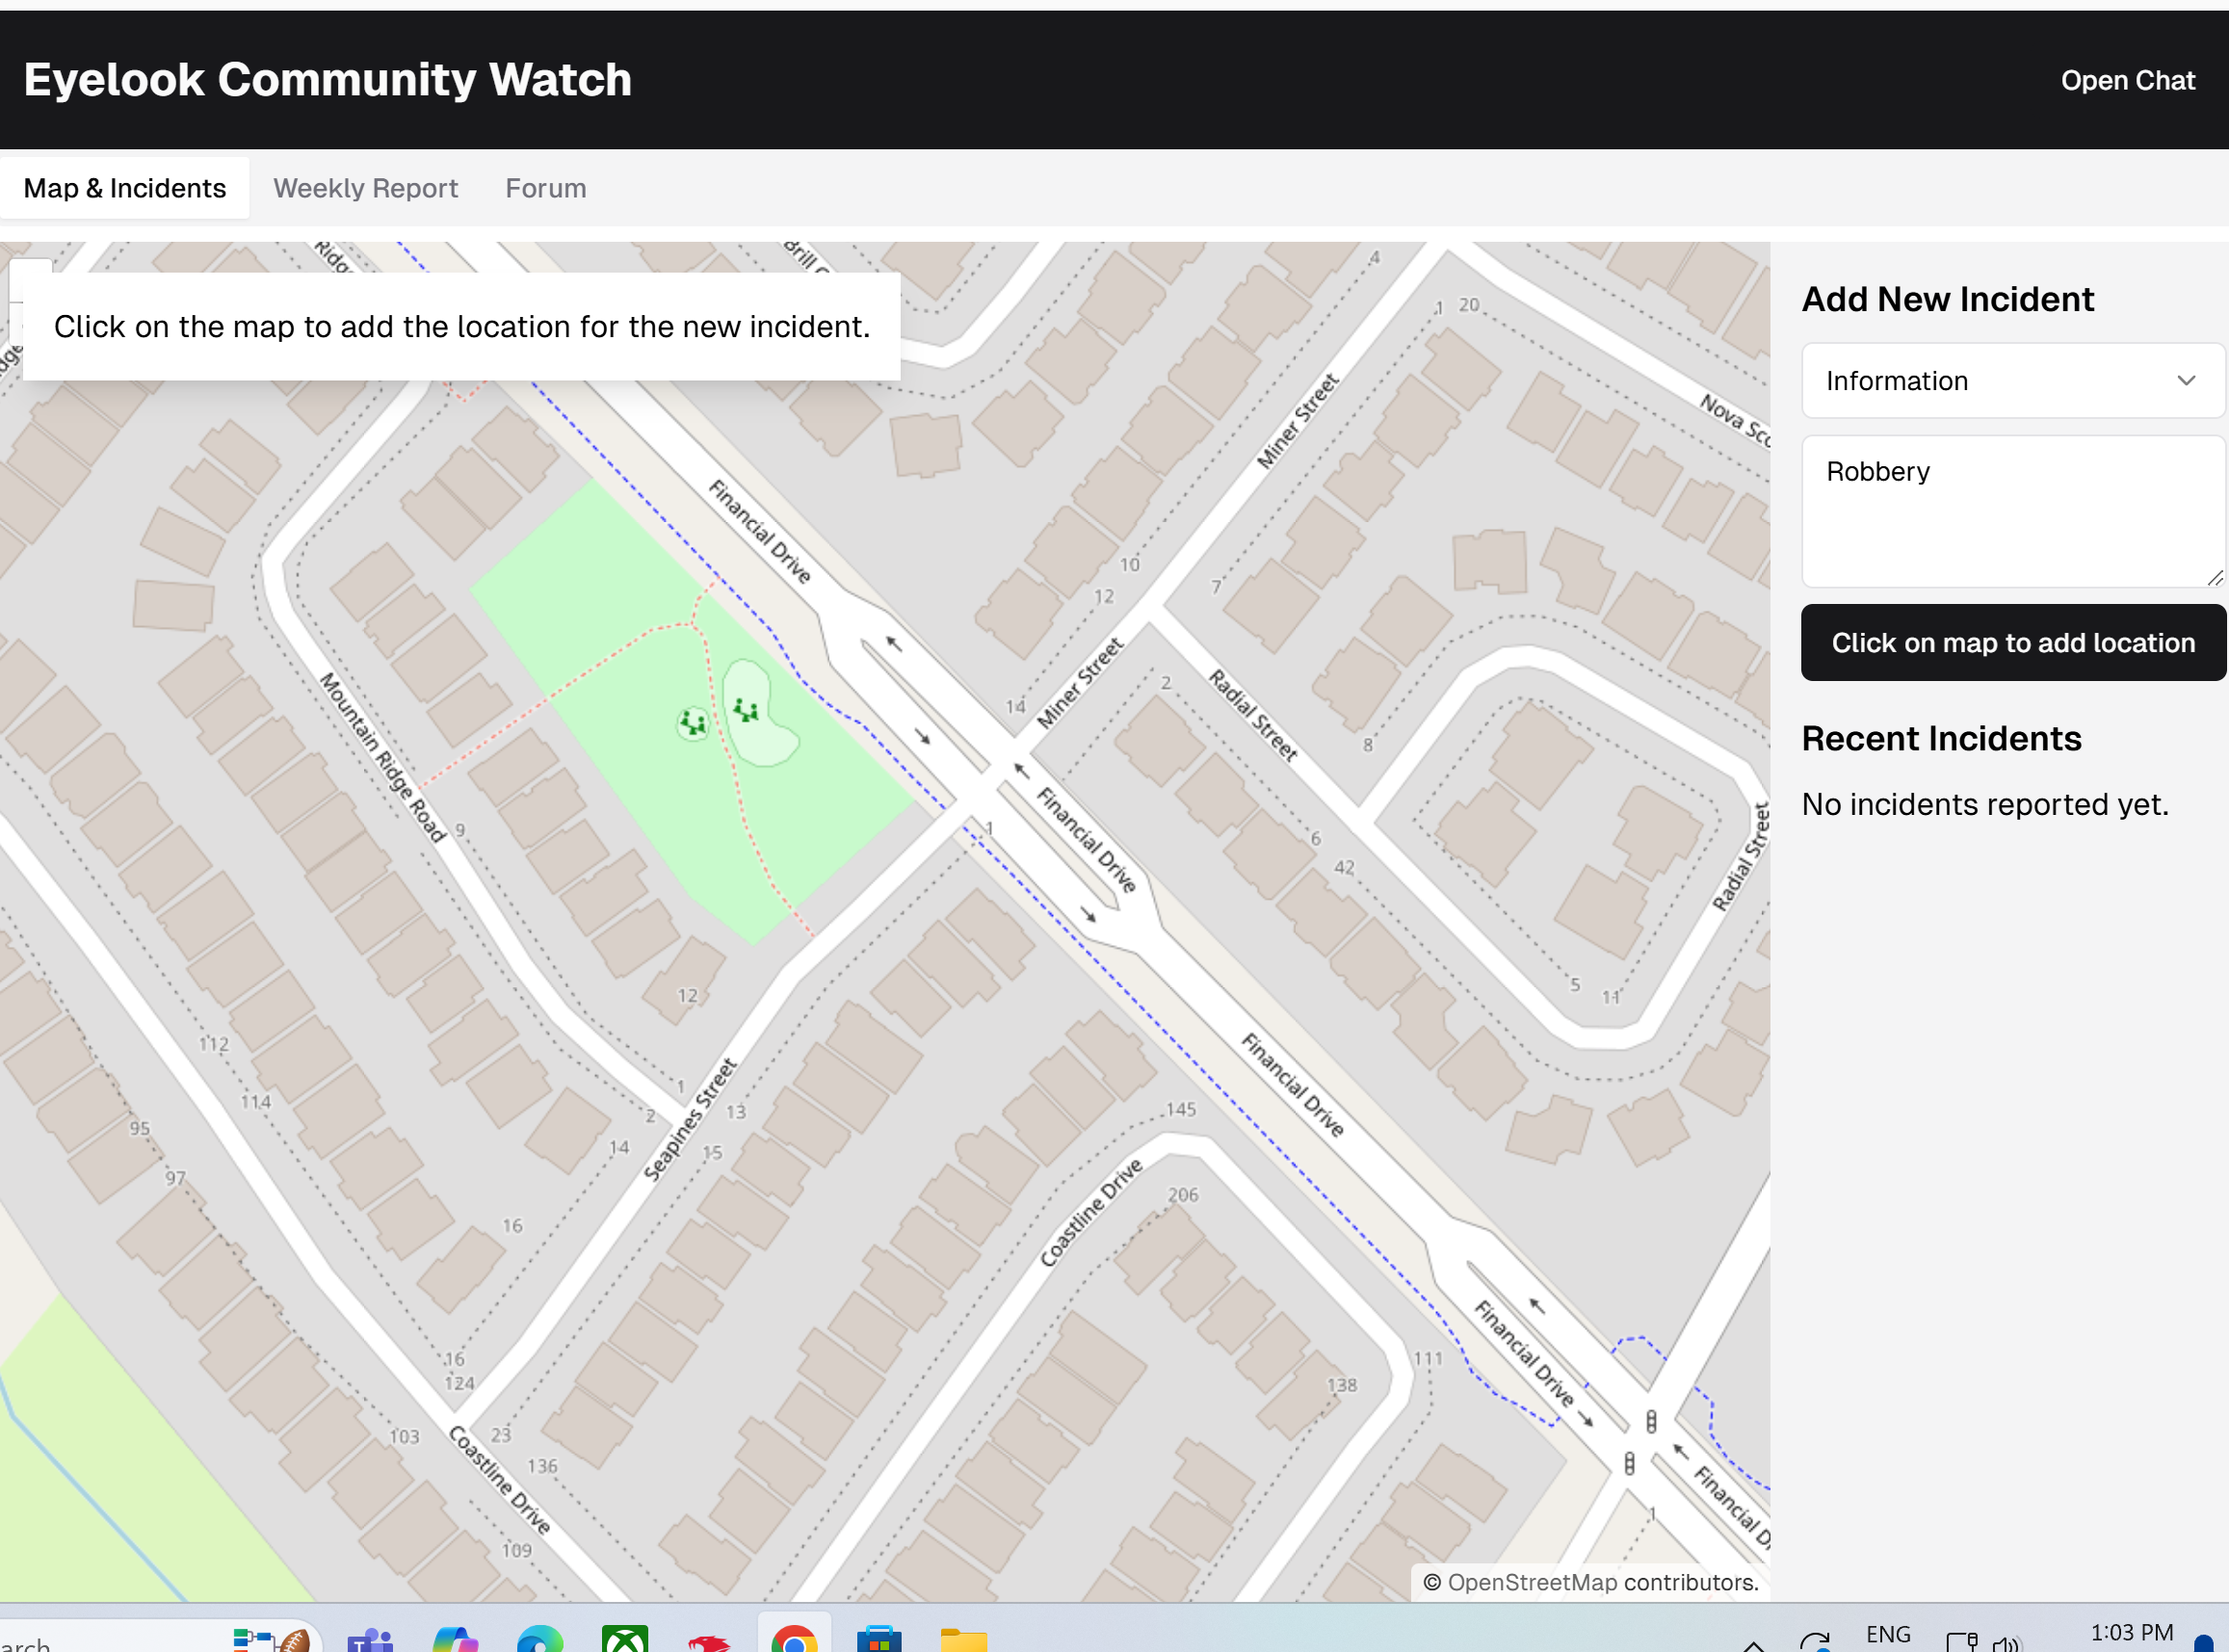 Eyelook Community Watch
Open Chat
Map & Incidents
Weekly Report
Forum
Click on the map to add the location for the new incident.
Add New Incident
Information
Robbery
Click on map to add location
Recent Incidents
No incidents reported yet.
4
1
20
Miner Street
Financial Drive
10
12
7
14
Miner Street
2
Radial Street
8
Mountain Ridge Road
9
1
Financial Drive
6
42
Radial Street
5
11
12
112
114
95
97
1
2
13
14
15
Seapines Street
16
Financial Drive
145
206
Coastline Drive
16
124
103
23
136
Coastline Drive
109
111
138
Financial Drive
1
© OpenStreetMap contributors.
ENG
1:03 PM